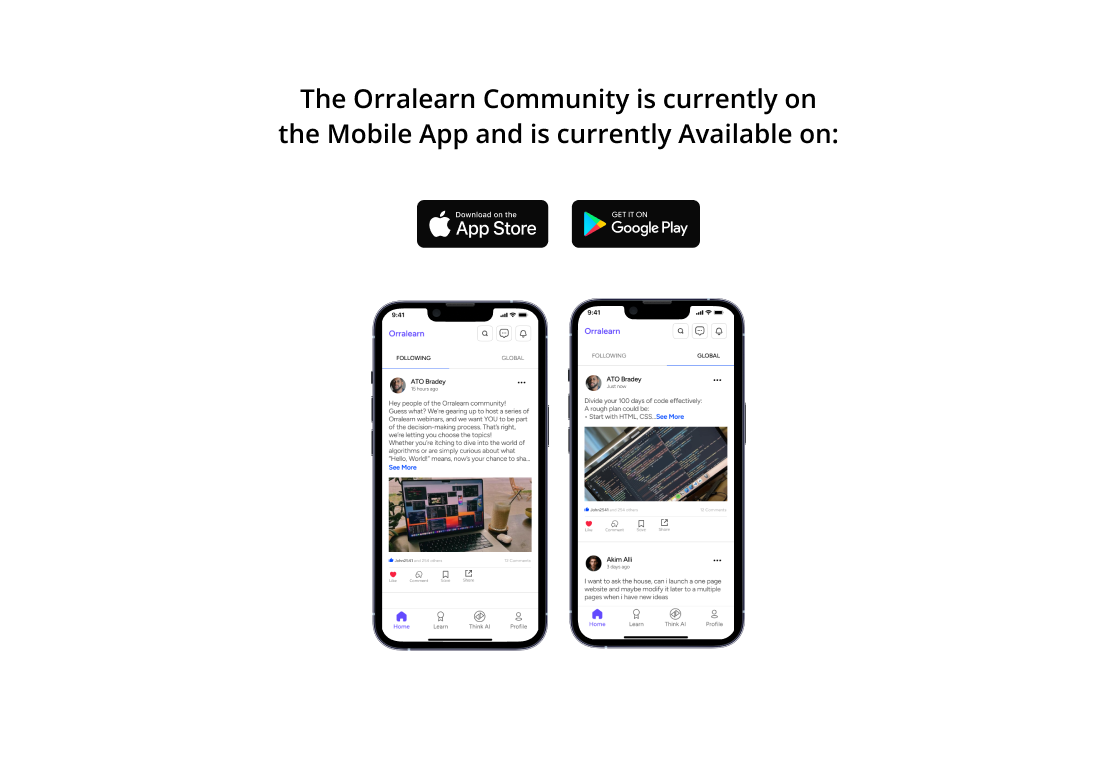 The Orralearn Community is currently on
the Mobile App and is currently Available on:
Download on the
App Store
GET IT ON
Google Play
9:41
Orralearn
FOLLOWING GLOBAL
ATO Bradey
15 hours ago
Hey people of the Orralearn community!
Guess what? We're gearing up to host a series of
Orralearn webinars, and we want YOU to be part
of the decision-making process. That's right,
we're letting you choose the topics!
Whether you're itching to dive into the world of
algorithms or are simply curious about what
"Hello, World!" means, now's your chance to sha...
See More
John2541 and 256 others
Like Comment Save Share
Home Learn Think AI Profile
9:41
Orralearn
FOLLOWING GLOBAL
ATO Bradey
Just now
Divide your 100 days of code effectively:
A rough plan could be:
• Start with HTML, CSS...See More
John2541 and 256 others
Like Comment Save Share
Akim Alli
3 days ago
I want to ask the house, can i launch a one page
website and maybe modify it later to a multiple
pages when i have new ideas
Home Learn Think AI Profile